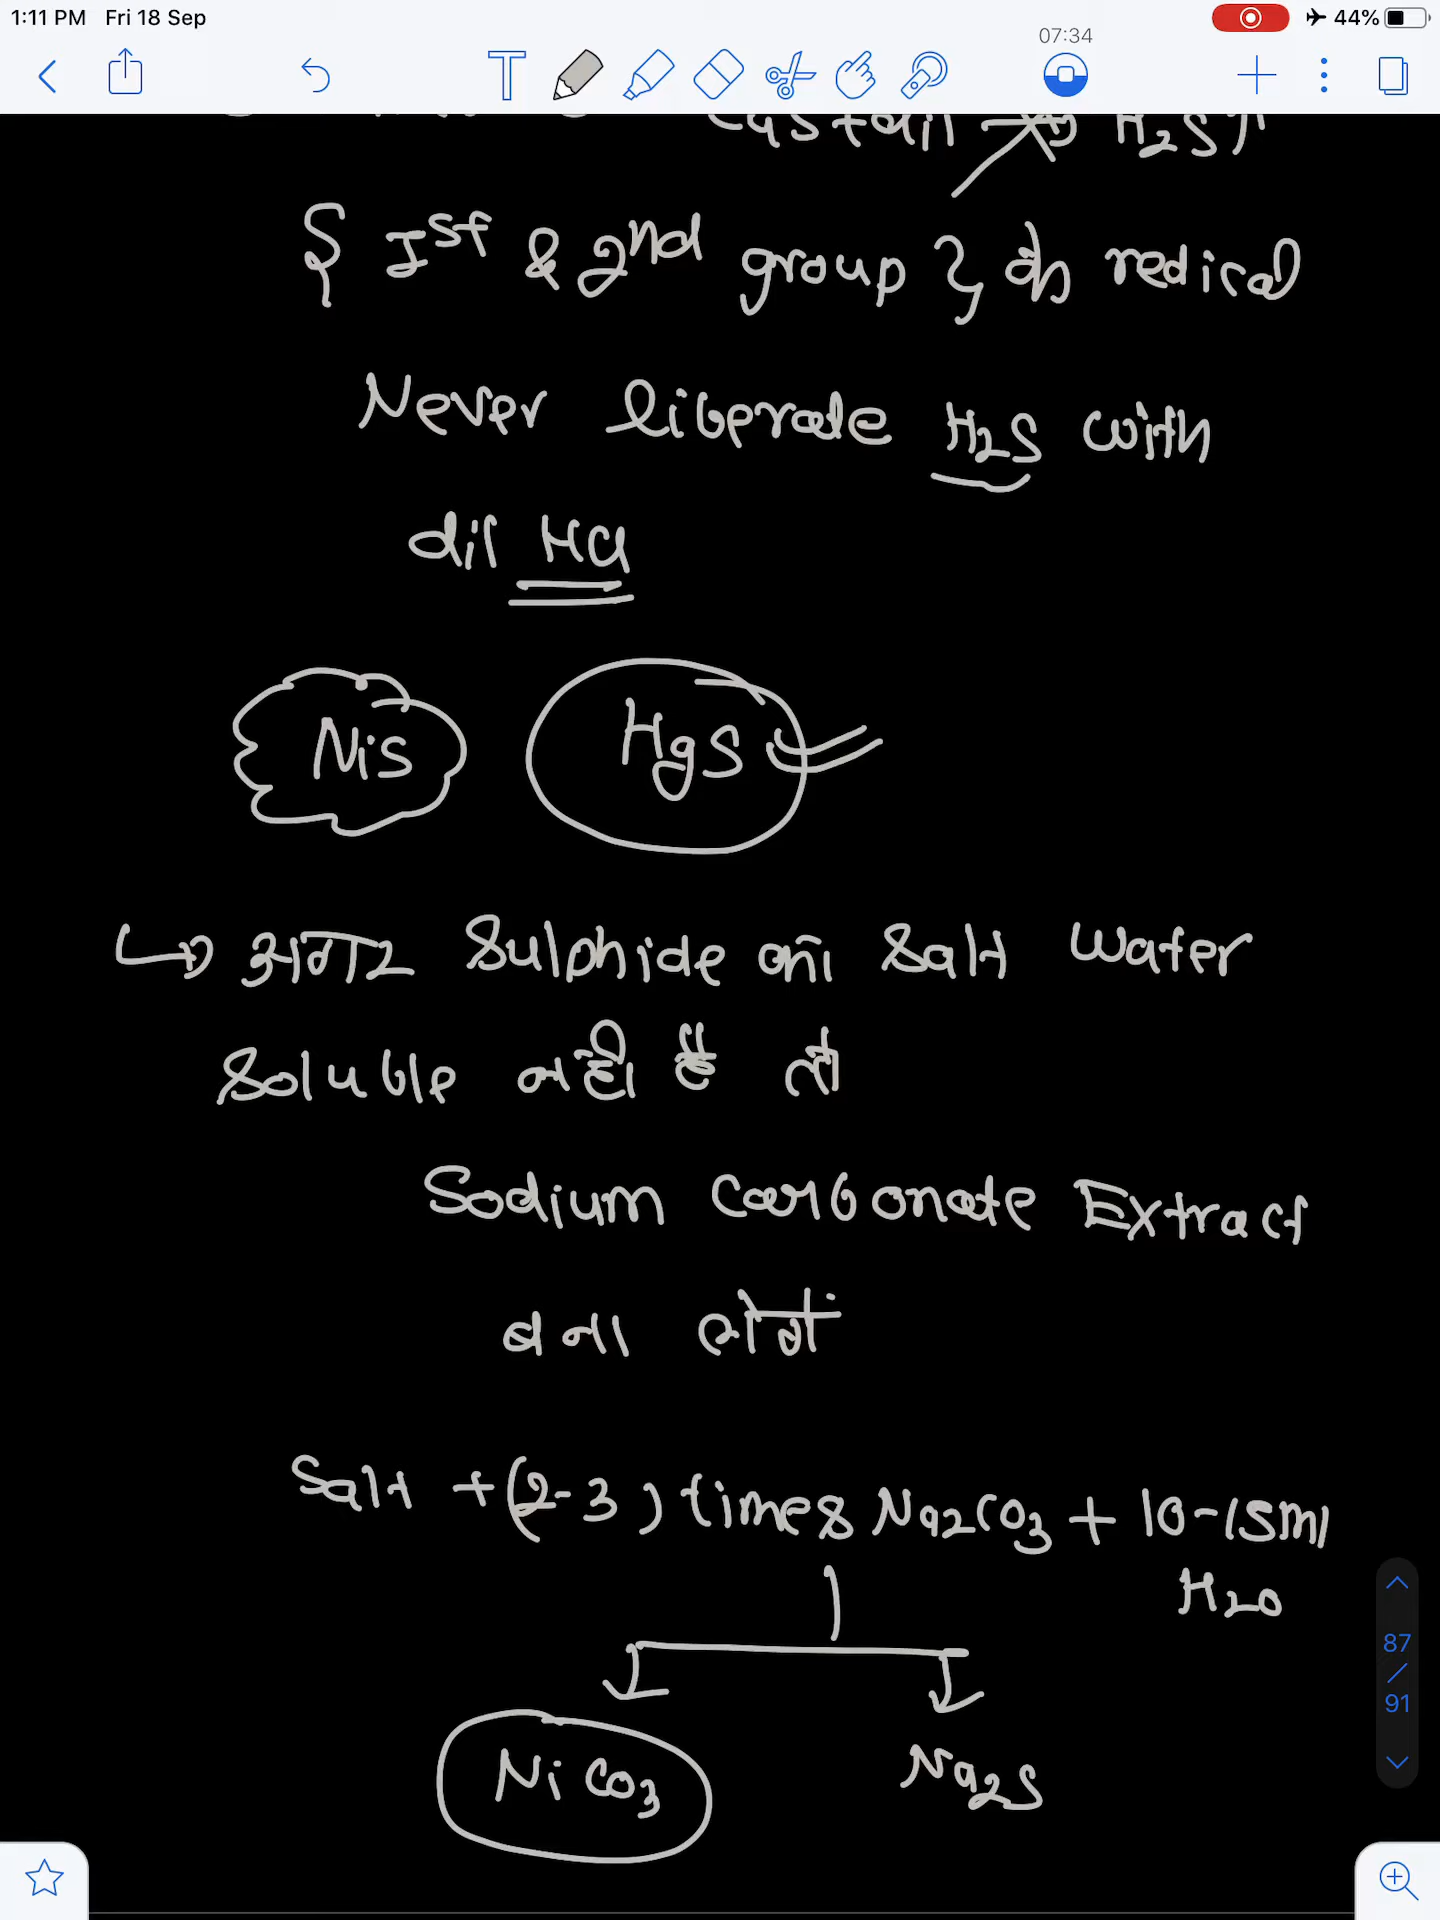 1:11 PM Fri 18 Sep
44%
07:34
T
H2S
{ Ist & 2nd group } के redical
Never liberate H2S with
dil HCl
NiS HgS
↳ अगर Sulphide का Salt Water
Soluble नही है तो
Sodium Carbonate Extract
बना लेगें
Salt + (2-3) times Na2CO3 + 10-15ml
H2O
87
/
91
NiCO3 Na2S